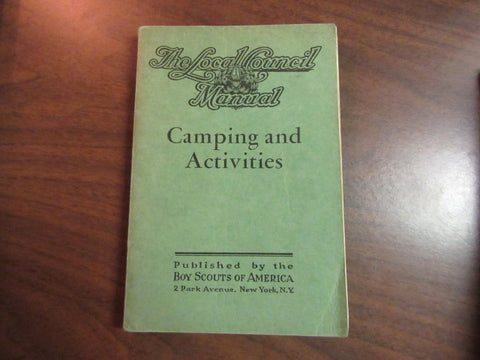 The Local Council
Manual
Camping and
Activities
Published by the
BOY SCOUTS OF AMERICA
2 Park Avenue, New York, N.Y.